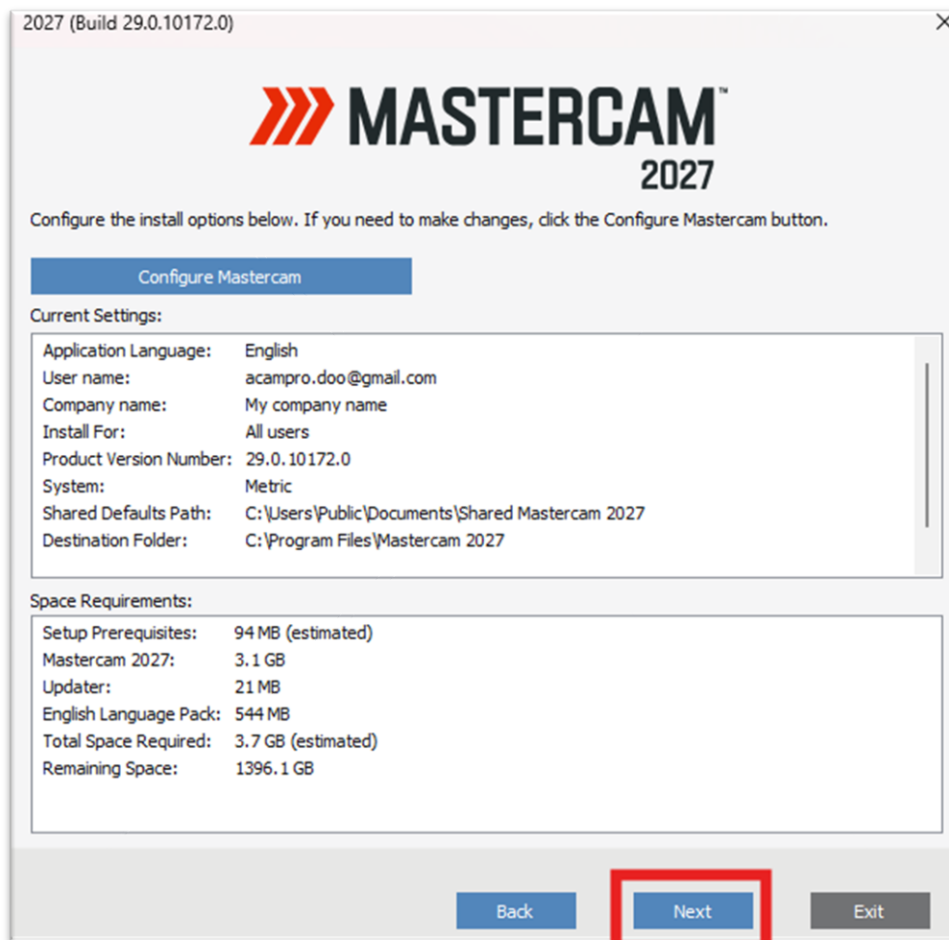 2027 (Build 29.0.10172.0)
MASTERCAM™
2027
Configure the install options below. If you need to make changes, click the Configure Mastercam button.
Configure Mastercam
Current Settings:
Application Language: English
User name: acampro.doo@gmail.com
Company name: My company name
Install For: All users
Product Version Number: 29.0.10172.0
System: Metric
Shared Defaults Path: C:\Users\Public\Documents\Shared Mastercam 2027
Destination Folder: C:\Program Files\Mastercam 2027
Space Requirements:
Setup Prerequisites: 94 MB (estimated)
Mastercam 2027: 3.1 GB
Updater: 21 MB
English Language Pack: 544 MB
Total Space Required: 3.7 GB (estimated)
Remaining Space: 1396.1 GB
Back Next Exit